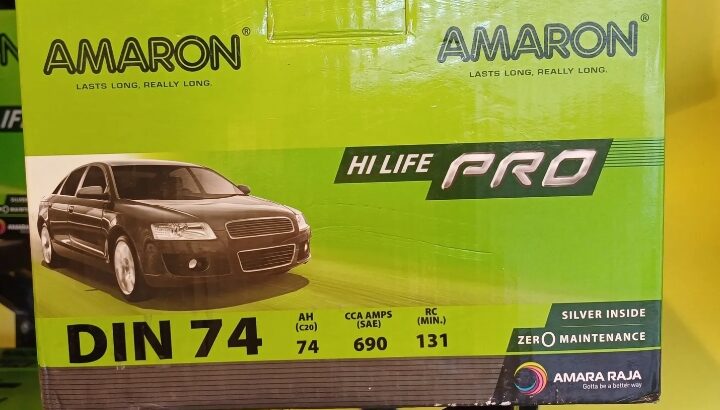 AMARON®
LASTS LONG, REALLY LONG.
AMARON®
LASTS LONG, REALLY LONG.
HI LIFE PRO
DIN 74
AH (C20) 74
CCA AMPS (SAE) 690
RC (MIN.) 131
SILVER INSIDE
ZERO MAINTENANCE
AMARA RAJA
Gotta be a better way